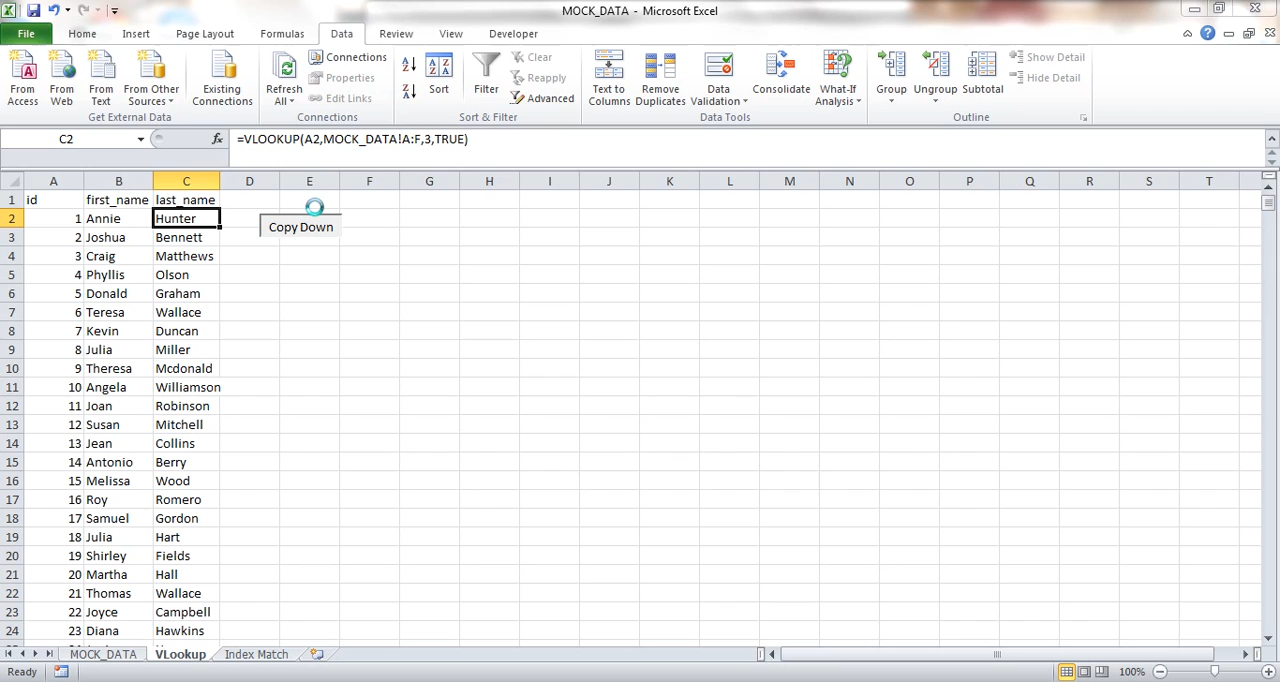 MOCK_DATA - Microsoft Excel
File Home Insert Page Layout Formulas Data Review View Developer
From Access From Web From Text From Other Sources Existing Connections Refresh All Connections Properties Edit Links Sort Filter Clear Reapply Advanced Text to Columns Remove Duplicates Data Validation Consolidate What-If Analysis Group Ungroup Subtotal Show Detail Hide Detail
Get External Data Connections Sort & Filter Data Tools Outline
C2 fx =VLOOKUP(A2,MOCK_DATA!A:F,3,TRUE)
A B C D E F G H I J K L M N O P Q R S T
1 id first_name last_name
2 1 Annie Hunter
Copy Down
3 2 Joshua Bennett
4 3 Craig Matthews
5 4 Phyllis Olson
6 5 Donald Graham
7 6 Teresa Wallace
8 7 Kevin Duncan
9 8 Julia Miller
10 9 Theresa Mcdonald
11 10 Angela Williamson
12 11 Joan Robinson
13 12 Susan Mitchell
14 13 Jean Collins
15 14 Antonio Berry
16 15 Melissa Wood
17 16 Roy Romero
18 17 Samuel Gordon
19 18 Julia Hart
20 19 Shirley Fields
21 20 Martha Hall
22 21 Thomas Wallace
23 22 Joyce Campbell
24 23 Diana Hawkins
MOCK_DATA VLookup Index Match
Ready 100%